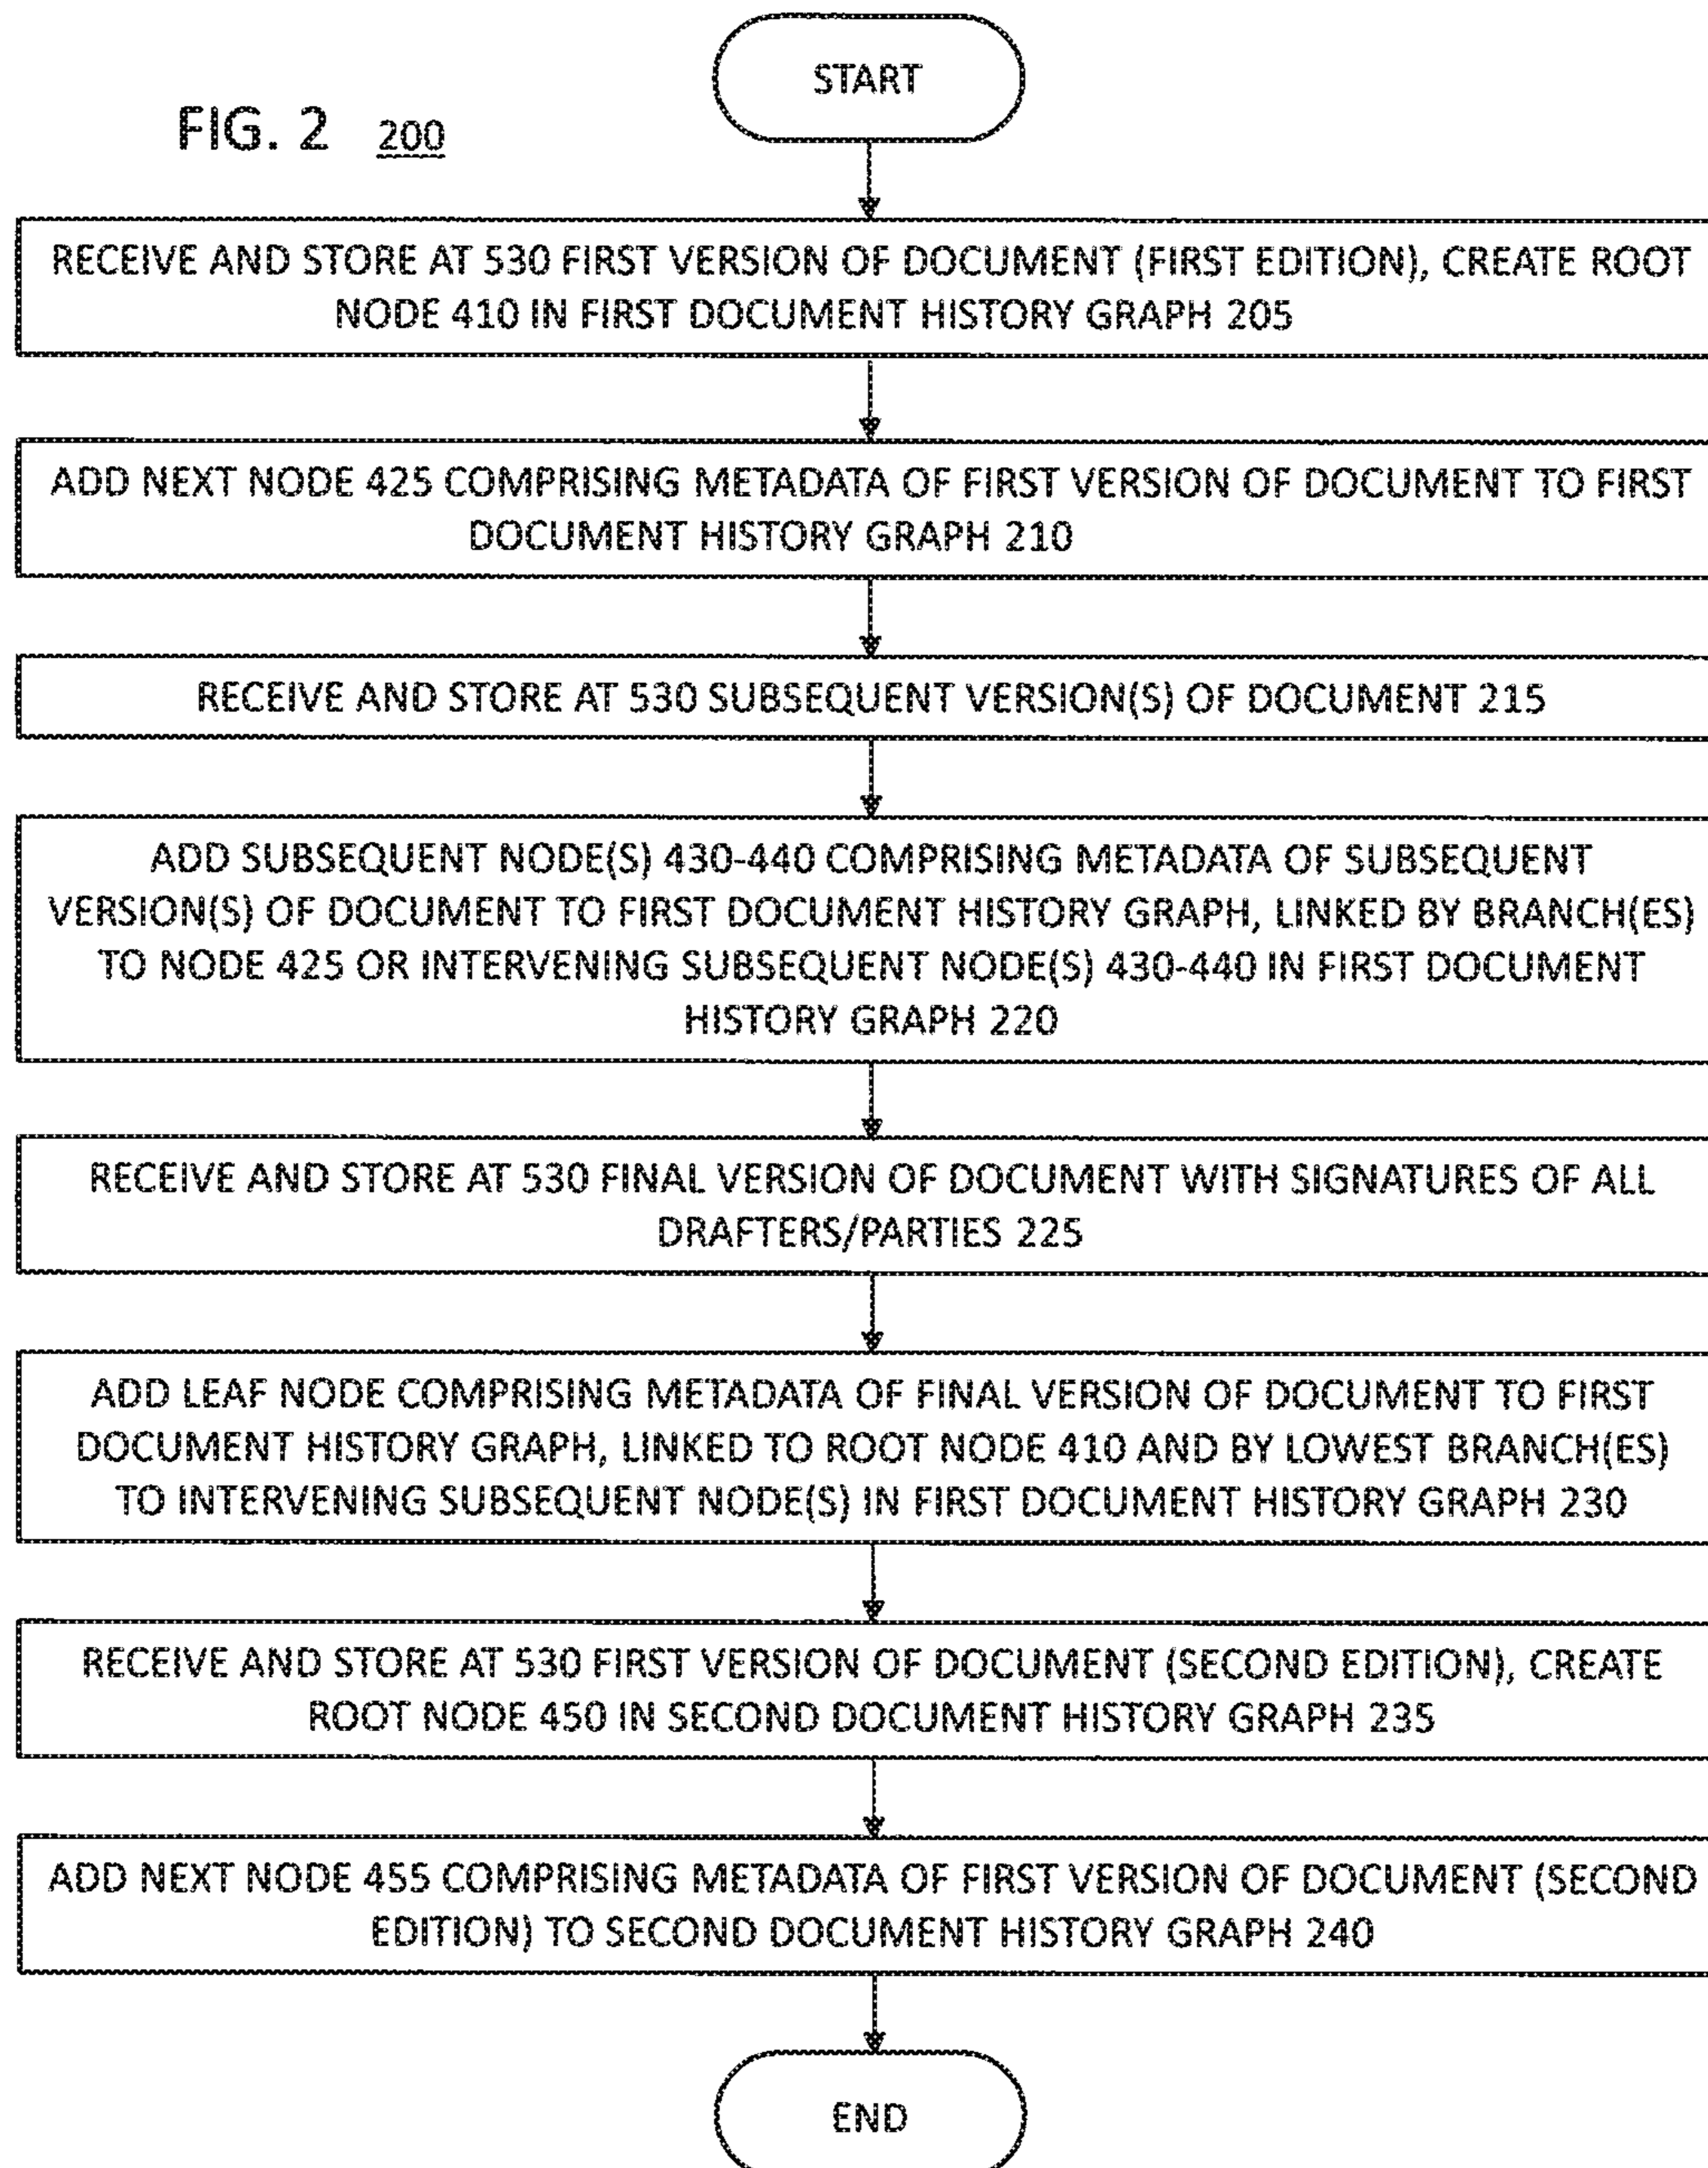 START
FIG. 2 200
RECEIVE AND STORE AT 530 FIRST VERSION OF DOCUMENT (FIRST EDITION), CREATE ROOT
NODE 410 IN FIRST DOCUMENT HISTORY GRAPH 205
ADD NEXT NODE 425 COMPRISING METADATA OF FIRST VERSION OF DOCUMENT TO FIRST
DOCUMENT HISTORY GRAPH 210
RECEIVE AND STORE AT 530 SUBSEQUENT VERSION(S) OF DOCUMENT 215
ADD SUBSEQUENT NODE(S) 430-440 COMPRISING METADATA OF SUBSEQUENT
VERSION(S) OF DOCUMENT TO FIRST DOCUMENT HISTORY GRAPH, LINKED BY BRANCH(ES)
TO NODE 425 OR INTERVENING SUBSEQUENT NODE(S) 430-440 IN FIRST DOCUMENT
HISTORY GRAPH 220
RECEIVE AND STORE AT 530 FINAL VERSION OF DOCUMENT WITH SIGNATURES OF ALL
DRAFTERS/PARTIES 225
ADD LEAF NODE COMPRISING METADATA OF FINAL VERSION OF DOCUMENT TO FIRST
DOCUMENT HISTORY GRAPH, LINKED TO ROOT NODE 410 AND BY LOWEST BRANCH(ES)
TO INTERVENING SUBSEQUENT NODE(S) IN FIRST DOCUMENT HISTORY GRAPH 230
RECEIVE AND STORE AT 530 FIRST VERSION OF DOCUMENT (SECOND EDITION), CREATE
ROOT NODE 450 IN SECOND DOCUMENT HISTORY GRAPH 235
ADD NEXT NODE 455 COMPRISING METADATA OF FIRST VERSION OF DOCUMENT (SECOND
EDITION) TO SECOND DOCUMENT HISTORY GRAPH 240
END